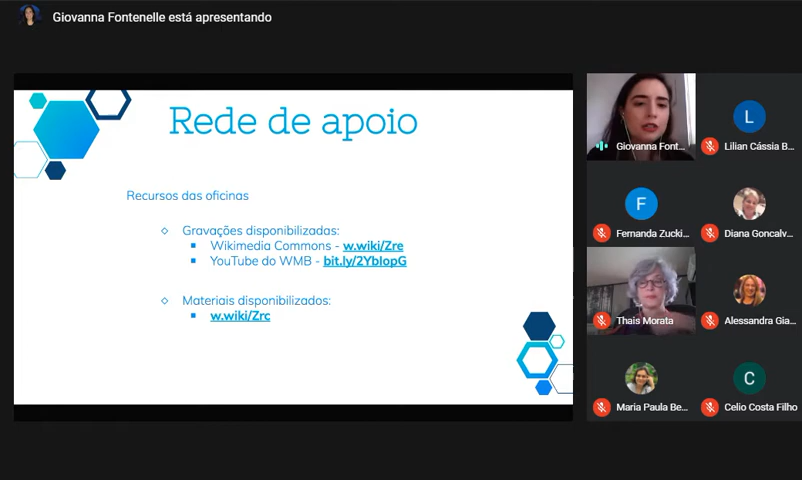 Giovanna Fontenelle está apresentando
Rede de apoio
Recursos das oficinas
Gravações disponibilizadas:
Wikimedia Commons - w.wiki/Zre
YouTube do WMB - bit.ly/2YbIopG
Materiais disponibilizados:
w.wiki/Zrc
L
Giovanna Font...
Lilian Cássia B...
F
Fernanda Zucki...
Diana Goncalv...
Thais Morata
Alessandra Gia...
C
Maria Paula Be...
Celio Costa Filho